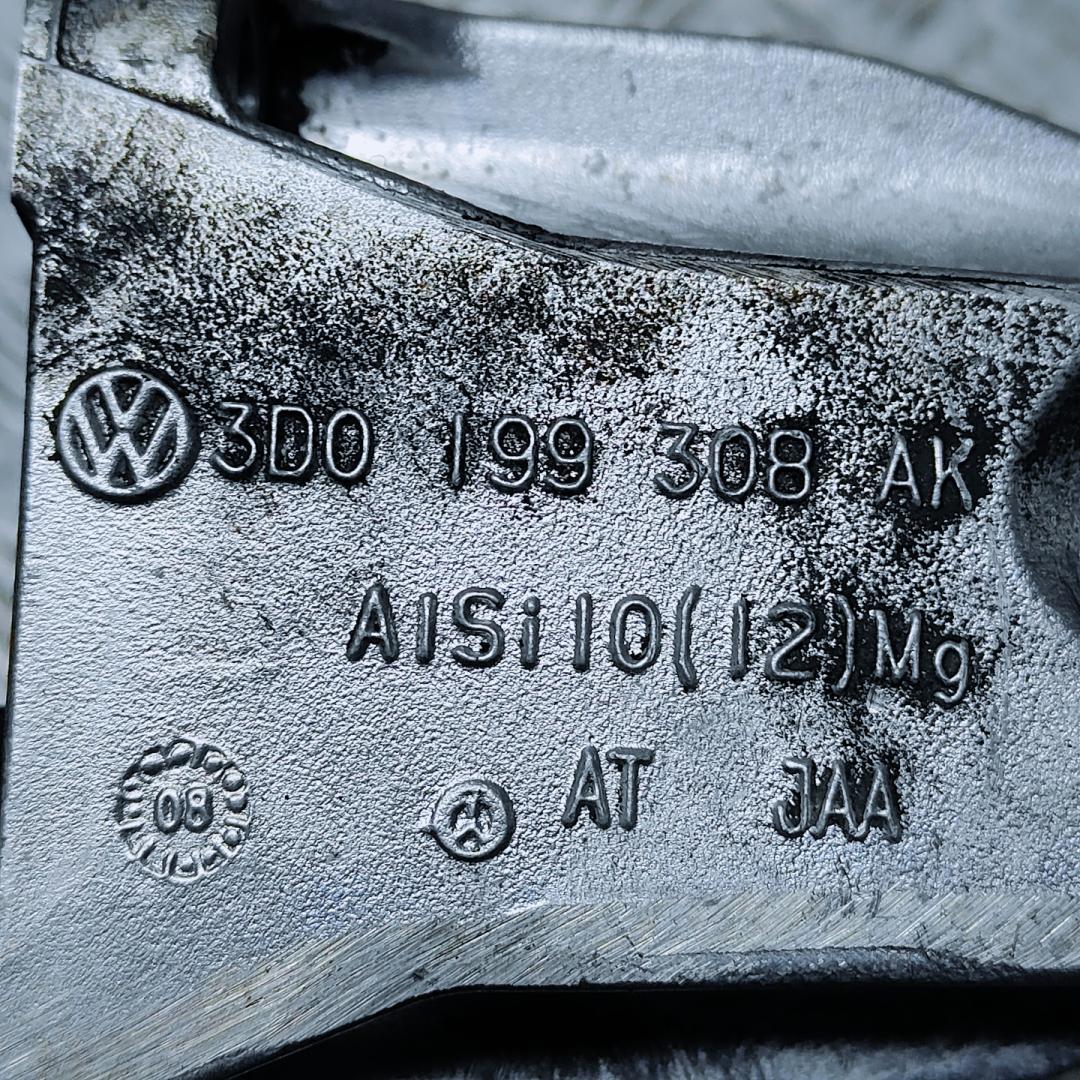 3D0 199 308 AK
AlSi10(12)Mg
08 AT JAA